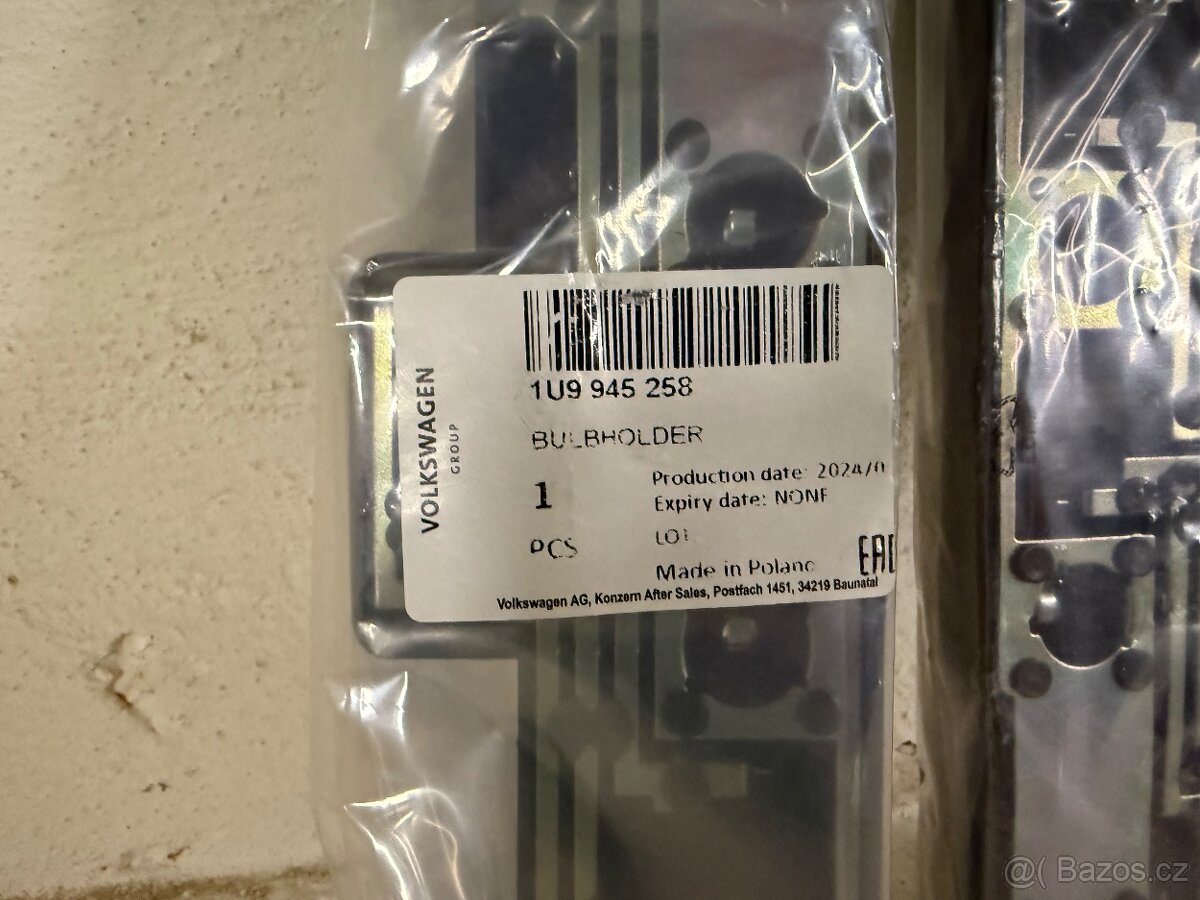 VOLKSWAGEN
GROUP
1U9 945 258
BULBHOLDER
1
PCS
Production date: 2024/0
Expiry date: NONE
LOT
Made in Poland
EAC
Volkswagen AG, Konzern After Sales, Postfach 1451, 34219 Baunatal
@( Bazos.cz